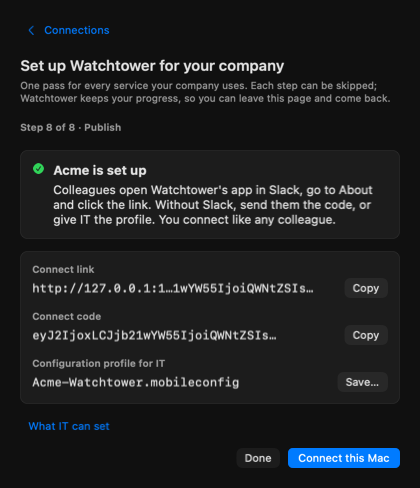 Connections
Set up Watchtower for your company
One pass for every service your company uses. Each step can be skipped;
Watchtower keeps your progress, so you can leave this page and come back.
Step 8 of 8 · Publish
Acme is set up
Colleagues open Watchtower's app in Slack, go to About
and click the link. Without Slack, send them the code, or
give IT the profile. You connect like any colleague.
Connect link
http://127.0.0.1:1…1wYW55IjoiQWNtZSIs…
Copy
Connect code
eyJ2IjoxLCJjb21wYW55IjoiQWNtZSIs…
Copy
Configuration profile for IT
Acme-Watchtower.mobileconfig
Save…
What IT can set
Done
Connect this Mac